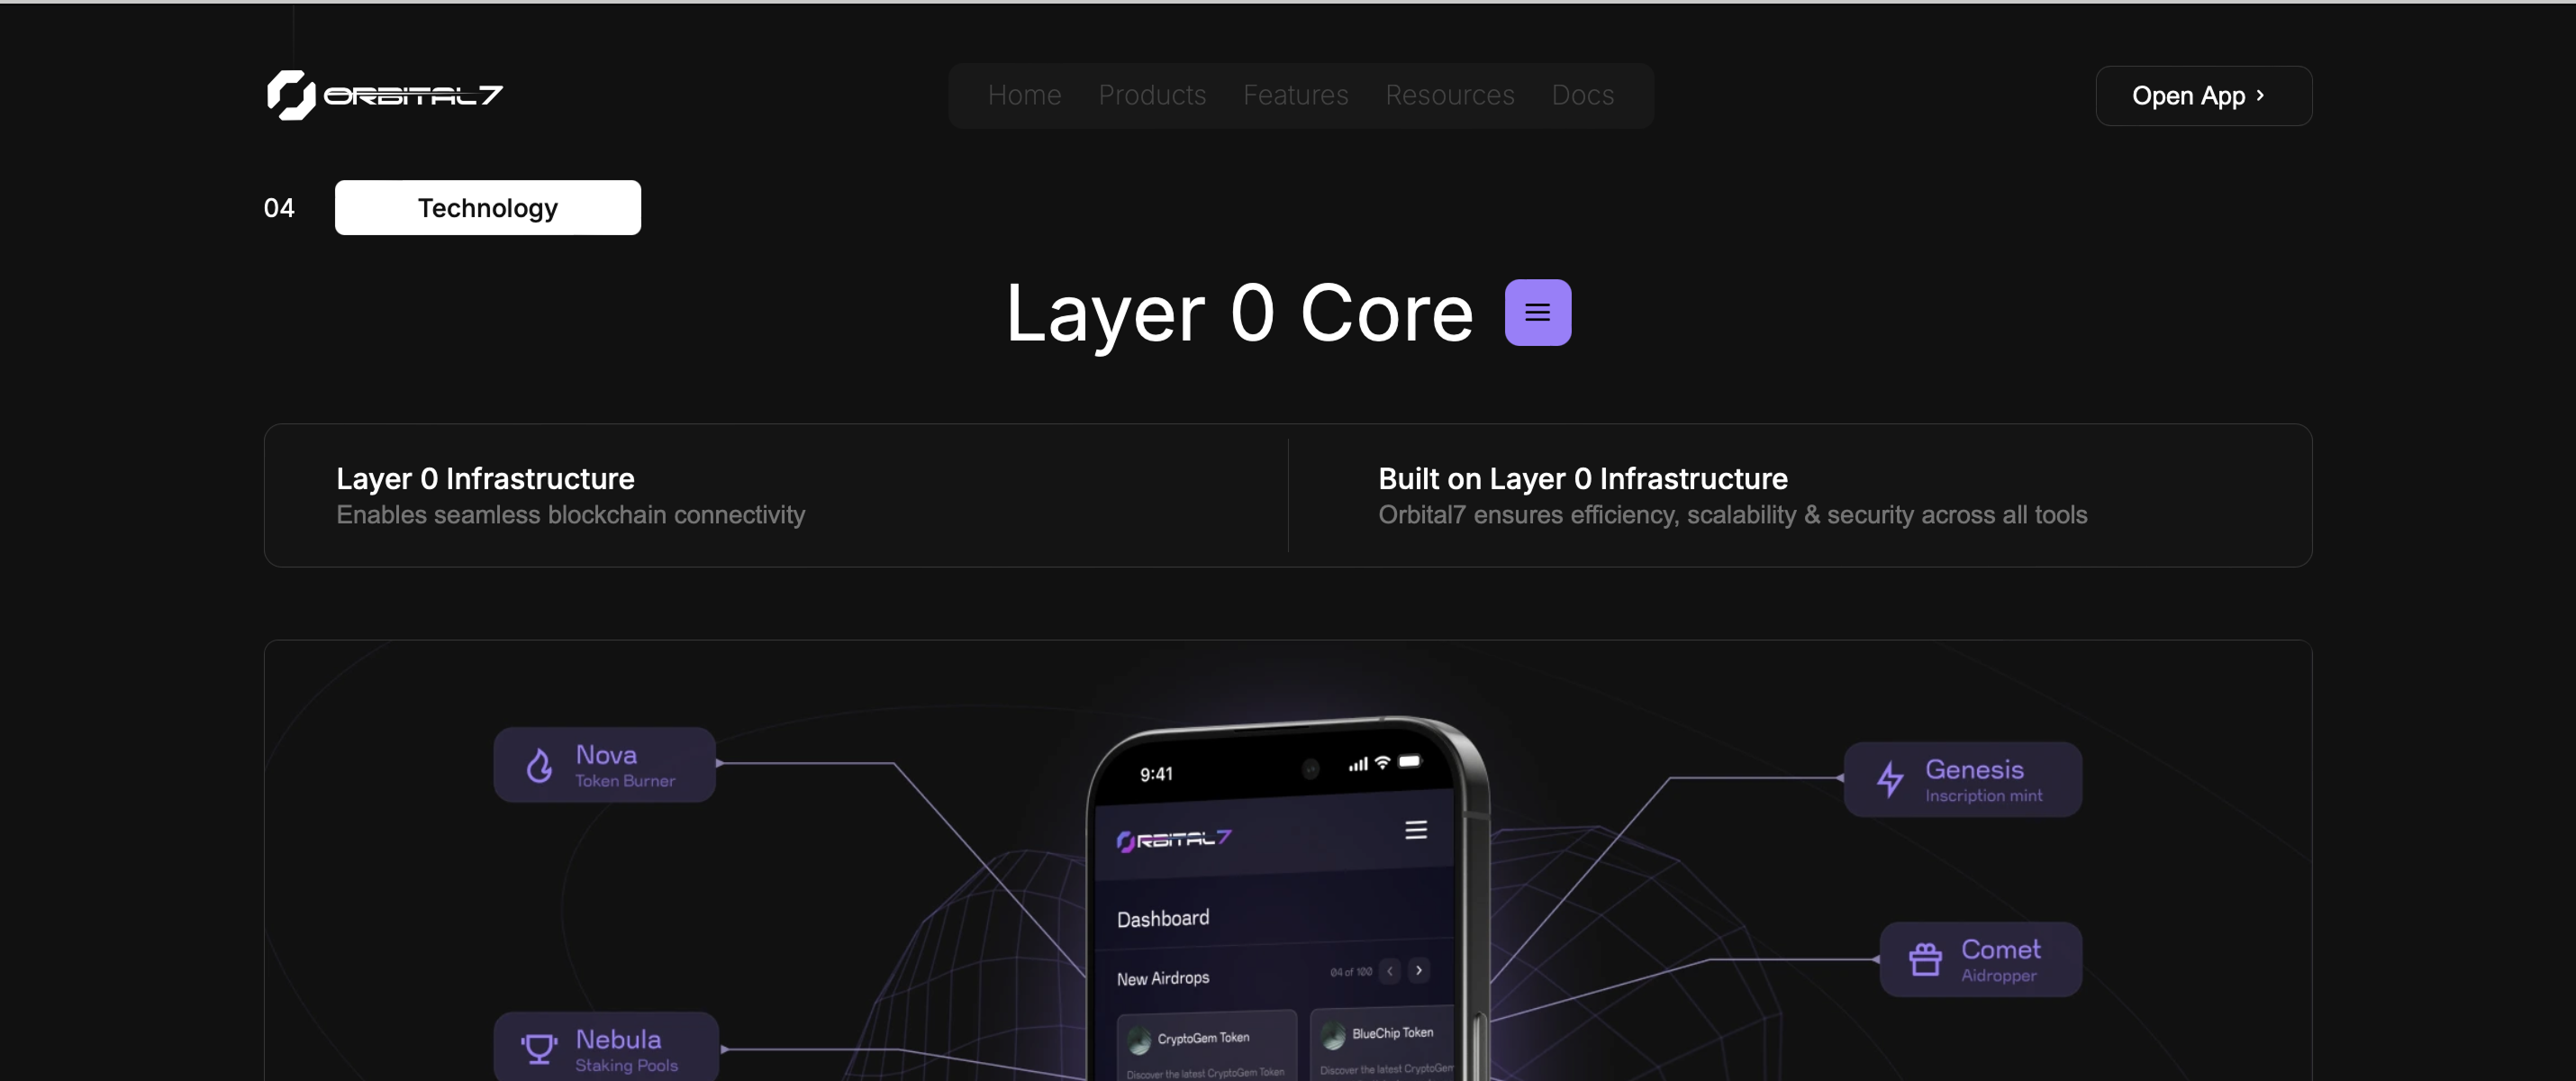 ORBITAL7
Home Products Features Resources Docs
Open App
04 Technology
Layer 0 Core
Layer 0 Infrastructure
Enables seamless blockchain connectivity
Built on Layer 0 Infrastructure
Orbital7 ensures efficiency, scalability & security across all tools
Nova
Token Burner
Nebula
Staking Pools
9:41
ORBITAL7
Dashboard
New Airdrops
04 of 100
CryptoGem Token
Discover the latest CryptoGem Token
BlueChip Token
Discover the latest CryptoGem
Genesis
Inscription mint
Comet
Aidropper